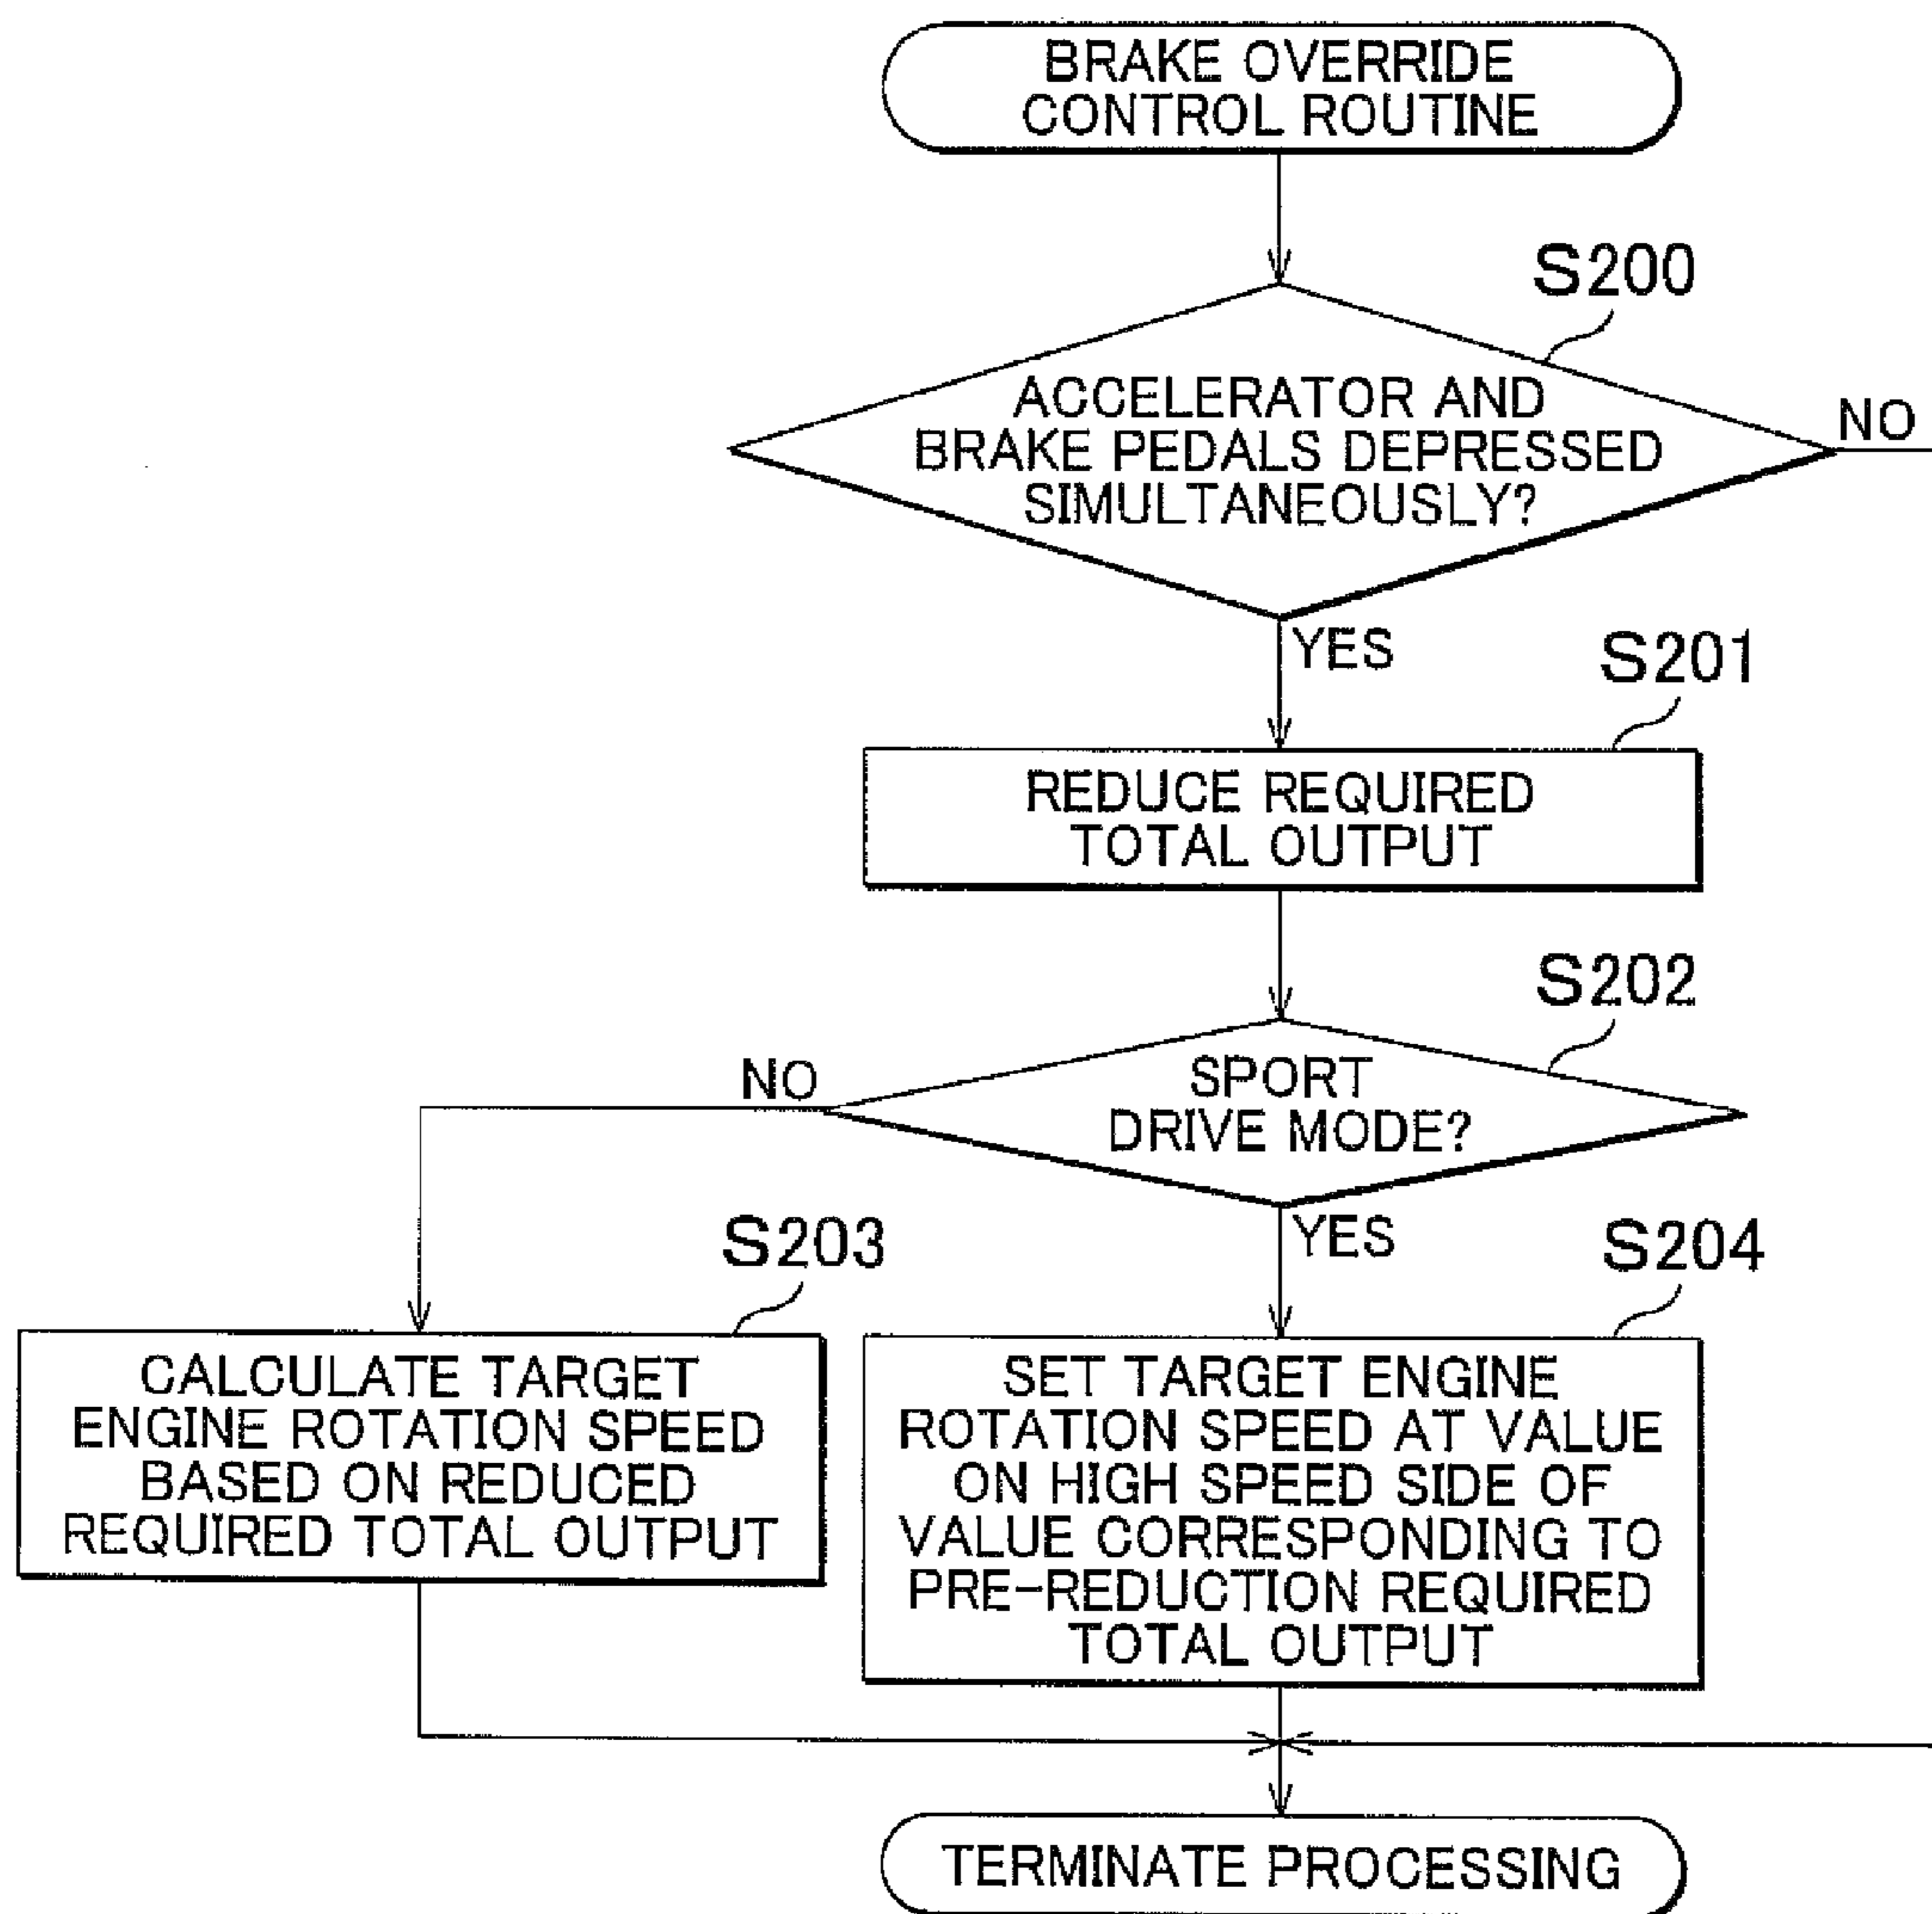 BRAKE OVERRIDE
CONTROL ROUTINE
S200
ACCELERATOR AND
BRAKE PEDALS DEPRESSED
SIMULTANEOUSLY?
NO
YES
S201
REDUCE REQUIRED
TOTAL OUTPUT
S202
SPORT
DRIVE MODE?
NO
YES
S203
CALCULATE TARGET
ENGINE ROTATION SPEED
BASED ON REDUCED
REQUIRED TOTAL OUTPUT
S204
SET TARGET ENGINE
ROTATION SPEED AT VALUE
ON HIGH SPEED SIDE OF
VALUE CORRESPONDING TO
PRE-REDUCTION REQUIRED
TOTAL OUTPUT
TERMINATE PROCESSING